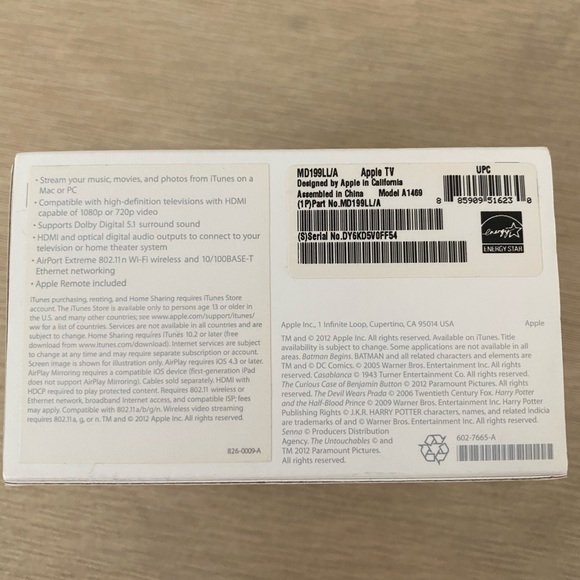 • Stream your music, movies, and photos from iTunes on a
Mac or PC
• Compatible with high-definition televisions with HDMI
capable of 1080p or 720p video
• Supports Dolby Digital 5.1 surround sound
• HDMI and optical digital audio outputs to connect to your
television or home theater system
• AirPort Extreme 802.11n Wi-Fi wireless and 10/100BASE-T
Ethernet networking
• Apple Remote included
iTunes purchasing, renting, and Home Sharing requires iTunes Store
account. The iTunes Store is available only to persons age 13 or older in
the U.S. and many other countries; see www.apple.com/itunes/
ww for a list of countries. Services are not available in all countries and are
subject to change. Home Sharing requires iTunes 10.2 or later (free
download from www.itunes.com/download). Internet services are subject
to change at any time and may require separate account or subscription.
Screen image is shown for illustration only. AirPlay requires iOS 4.3 or later.
AirPlay Mirroring requires a compatible iOS device (first-generation iPad
does not support AirPlay Mirroring). Cables sold separately. HDMI with
HDCP required to play HD movies. Requires 802.11 wireless or Ethernet
network, broadband Internet access, and compatible ISP; fees
may apply. Compatible with 802.11a/b/g/n. Wireless video streaming
requires 802.11a, g, or n. TM and © 2012 Apple Inc. All rights reserved.
826-0009-A
MD199LL/A Apple TV UPC
Designed by Apple in California
Assembled in China Model A1469
(1P)Part No.MD199LL/A
8 85909 51623 0
(S)Serial No.DY6KD5V0FF54
energy
ENERGY STAR
Apple Inc., 1 Infinite Loop, Cupertino, CA 95014 USA Apple
TM and © 2012 Apple Inc. All rights reserved. Available on iTunes. Title
availability is subject to change. Some content sold separately on iTunes.
Batman Begins. BATMAN and all related characters and elements are
TM and © DC Comics. © 2005 Warner Bros. Entertainment Inc. All rights reserved.
Casablanca © 1943 Turner Entertainment Co. All rights reserved.
The Curious Case of Benjamin Button © 2012 Paramount Pictures. All rights
reserved. The Devil Wears Prada © 2006 Twentieth Century Fox. Harry Potter
and the Half-Blood Prince © 2009 Warner Bros. Entertainment Inc. Harry Potter
Publishing Rights © J.K.R. HARRY POTTER characters, names, and related indicia
are trademarks of and © Warner Bros. Entertainment Inc. All rights reserved.
Senna © Producers Distribution
Agency. The Untouchables © and
TM 2012 Paramount Pictures.
All rights reserved.
602-7665-A